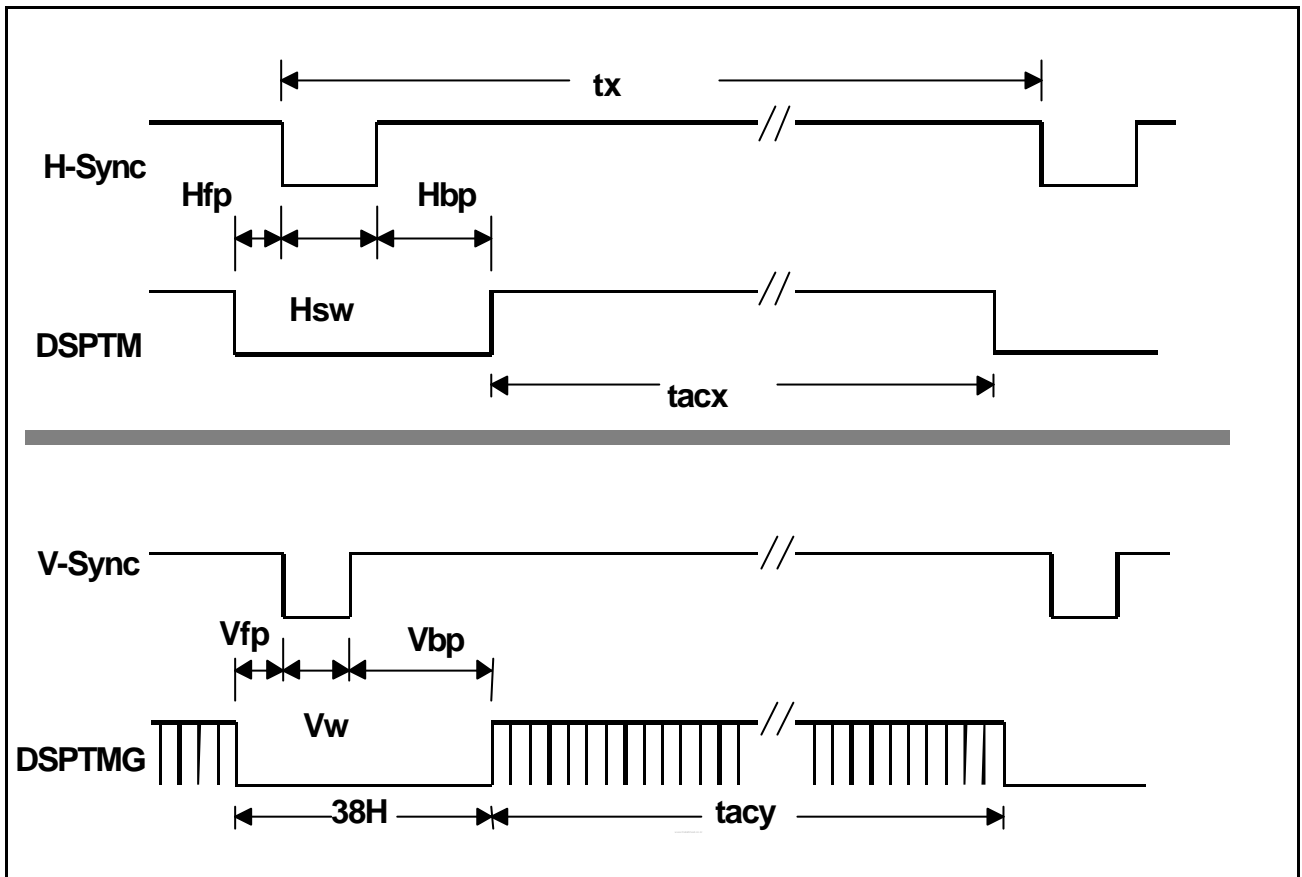 tx
H-Sync
Hfp
Hbp
Hsw
DSPTM
tacx
V-Sync
Vfp
Vbp
Vw
DSPTMG
38H
tacy